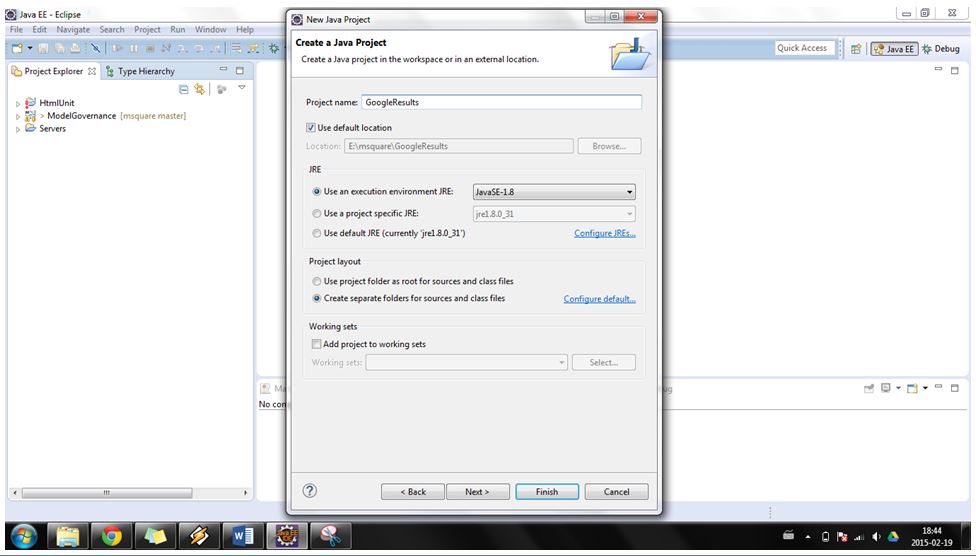 Java EE - Eclipse
File Edit Navigate Search Project Run Window Help
Quick Access
Java EE
Debug
Project Explorer
Type Hierarchy
HtmlUnit
> ModelGovernance [msquare master]
Servers
No con
New Java Project
Create a Java Project
Create a Java project in the workspace or in an external location.
Project name: GoogleResults
Use default location
Location: E:\msquare\GoogleResults Browse...
JRE
Use an execution environment JRE: JavaSE-1.8
Use a project specific JRE: jre1.8.0_31
Use default JRE (currently 'jre1.8.0_31') Configure JREs...
Project layout
Use project folder as root for sources and class files
Create separate folders for sources and class files Configure default...
Working sets
Add project to working sets
Working sets: Select...
? < Back Next > Finish Cancel
W
Java EE
IDE
18:44
2015-02-19